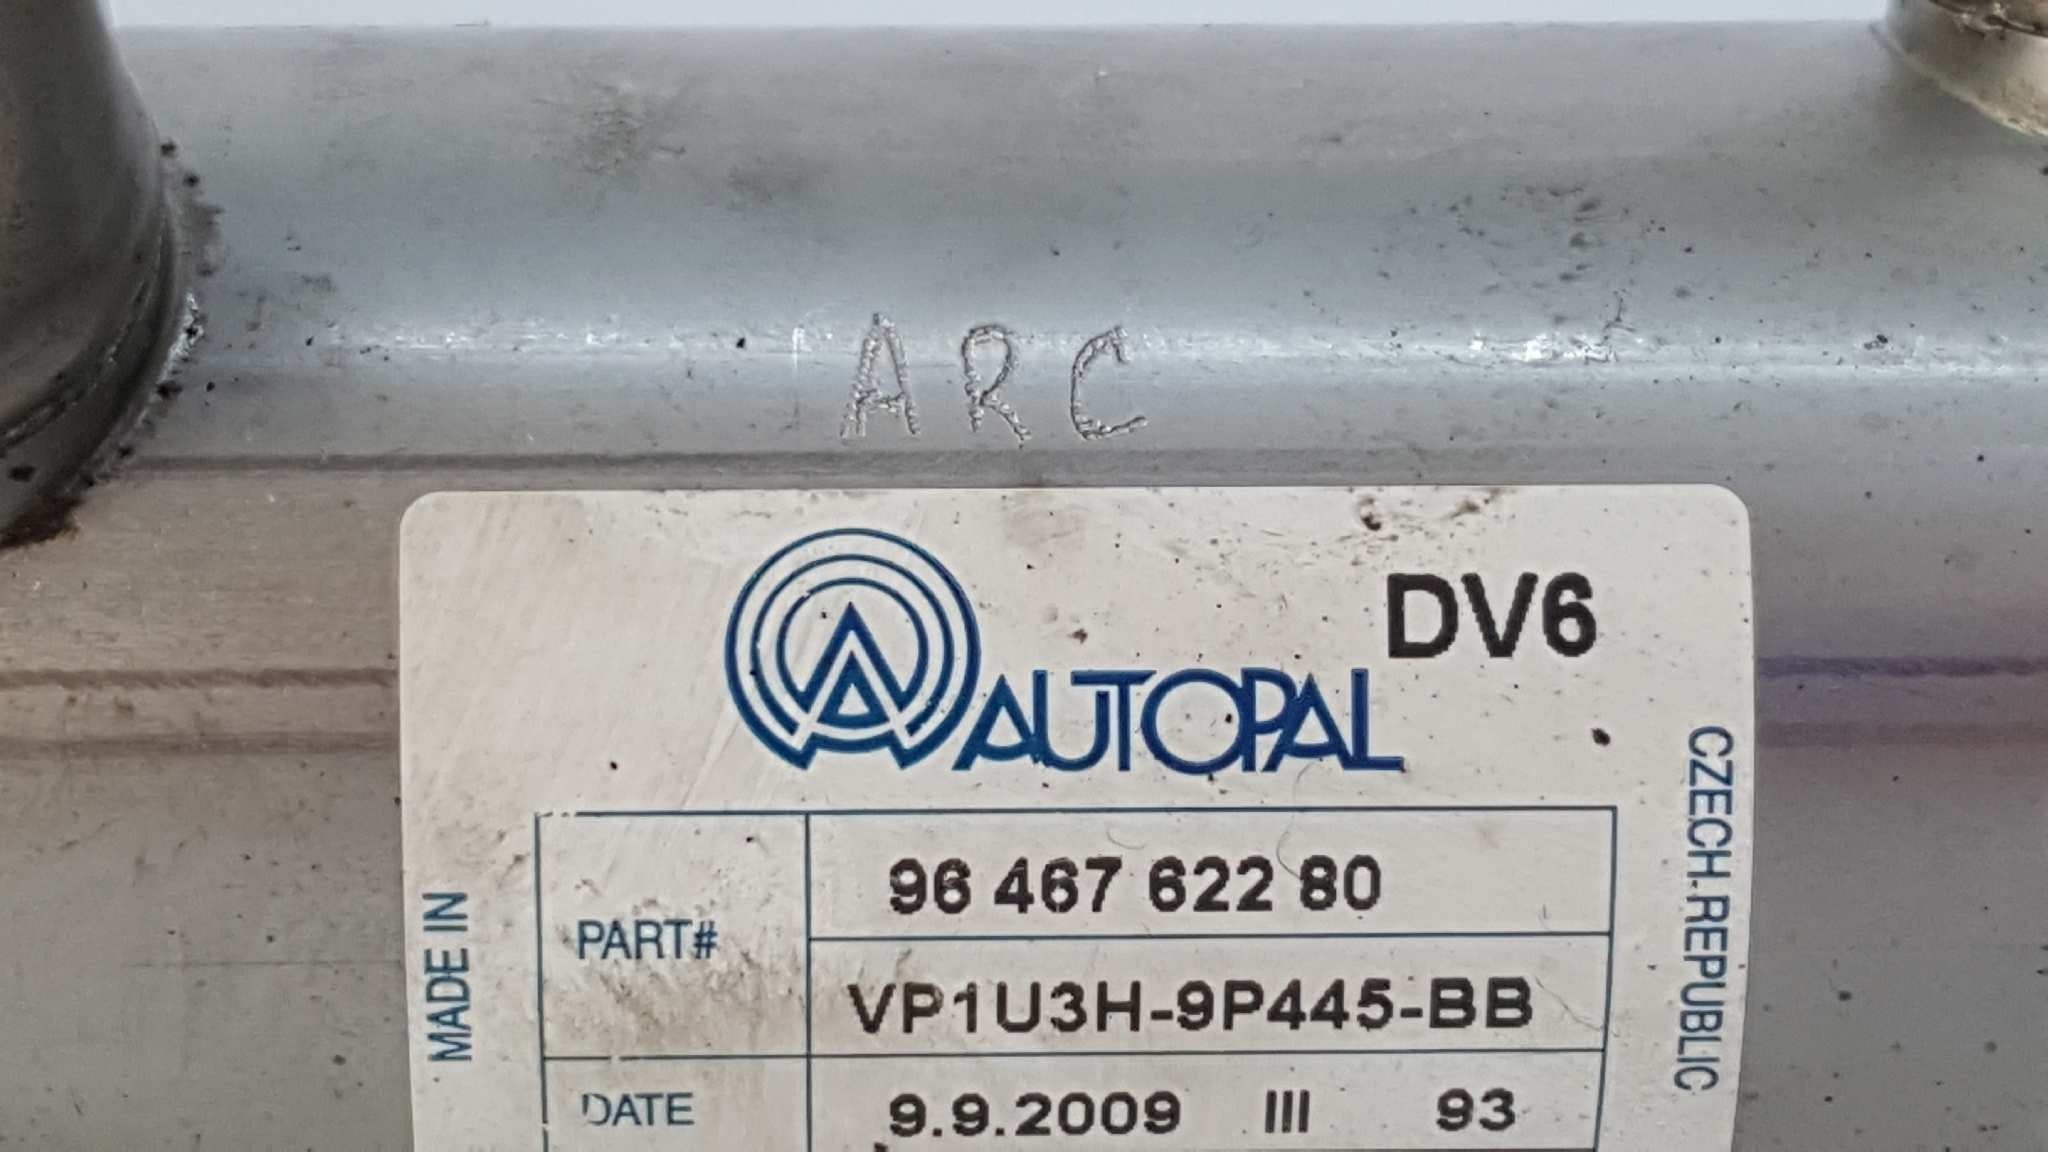 ARC
AUTOPAL
DV6
MADE IN
CZECH-REPUBLIC
PART#
96 467 622 80
VP1U3H-9P445-BB
DATE
9.9.2009 III 93